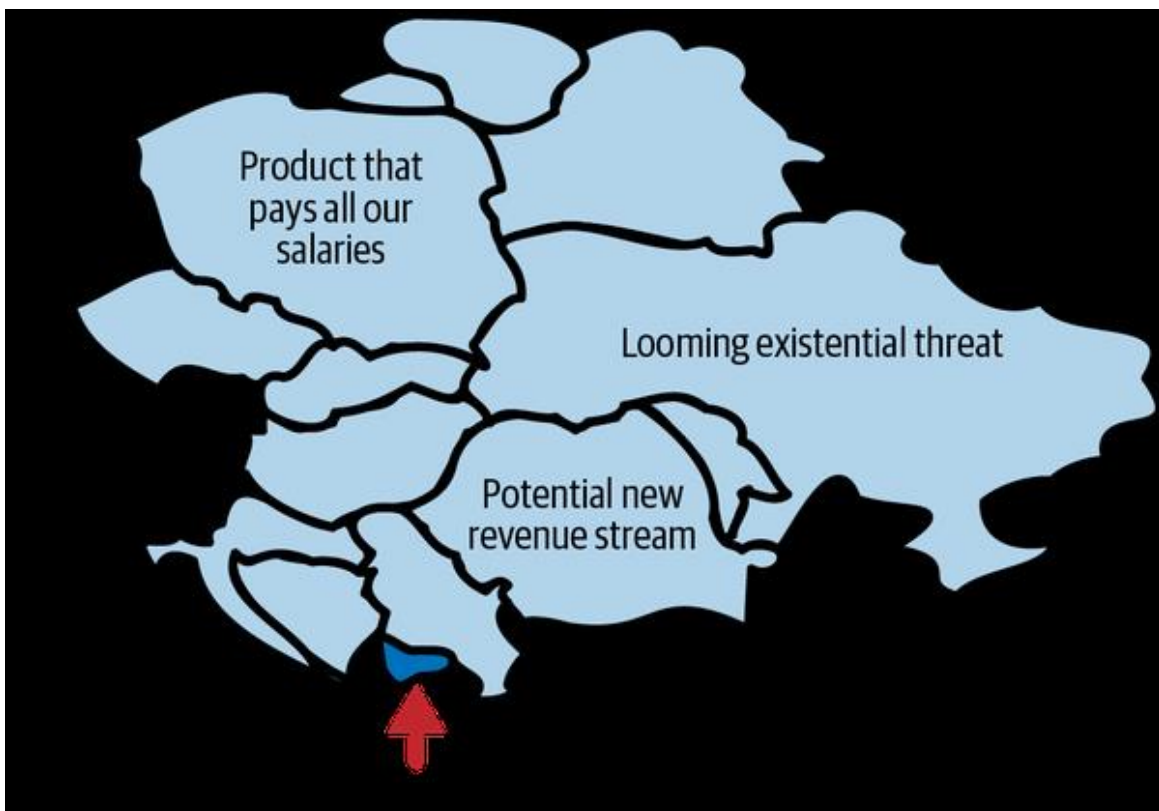 Product that
pays all our
salaries
Looming existential threat
Potential new
revenue stream